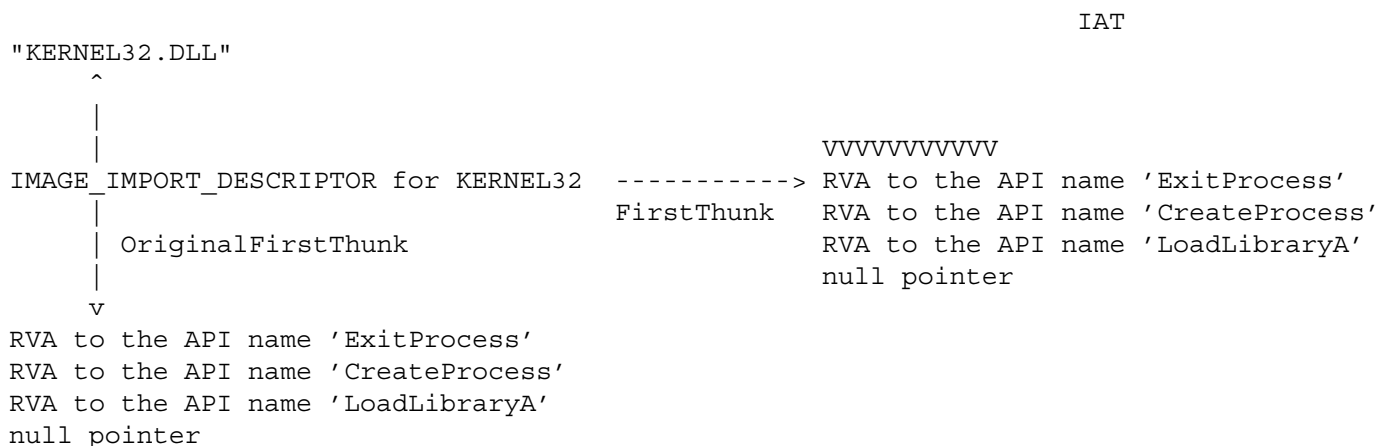 IAT
"KERNEL32.DLL"
^
|
| VVVVVVVVVVV
IMAGE_IMPORT_DESCRIPTOR for KERNEL32 -----------> RVA to the API name ’ExitProcess’
| FirstThunk RVA to the API name ’CreateProcess’
| OriginalFirstThunk RVA to the API name ’LoadLibraryA’
| null pointer
v
RVA to the API name ’ExitProcess’
RVA to the API name ’CreateProcess’
RVA to the API name ’LoadLibraryA’
null pointer